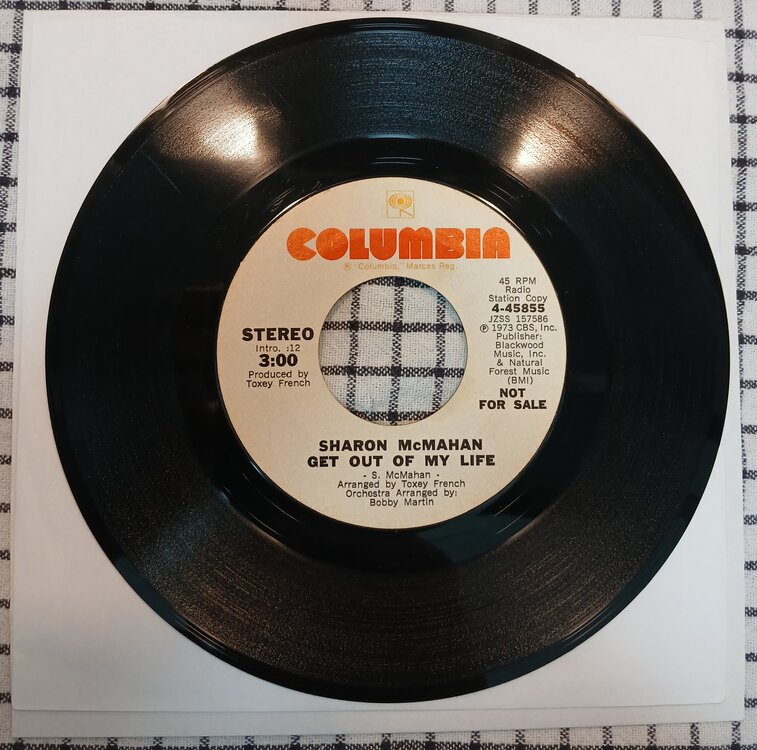 COLUMBIA
® "Columbia," Marcas Reg.
45 RPM
Radio
Station Copy
4-45855
JZSS 157586
℗ 1973 CBS, Inc.
Publisher:
Blackwood
Music, Inc.
& Natural
Forest Music
(BMI)
NOT
FOR SALE
STEREO
Intro. :12
3:00
Produced by
Toxey French
SHARON McMAHAN
GET OUT OF MY LIFE
- S. McMahan -
Arranged by Toxey French
Orchestra Arranged by:
Bobby Martin